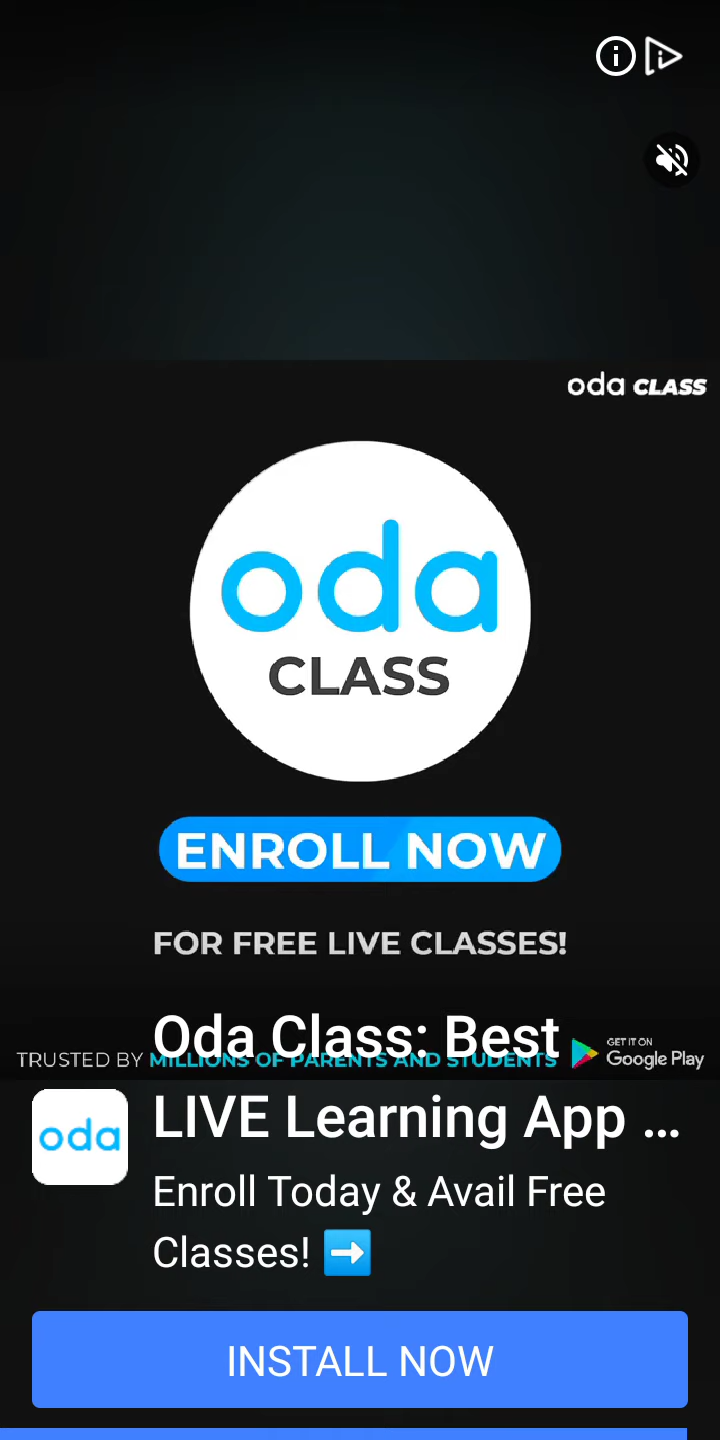 oda CLASS
oda
CLASS
ENROLL NOW
FOR FREE LIVE CLASSES!
Oda Class: Best
TRUSTED BY MILLIONS OF PARENTS AND STUDENTS
GET IT ON
Google Play
oda
LIVE Learning App ...
Enroll Today & Avail Free
Classes! ➡️
INSTALL NOW